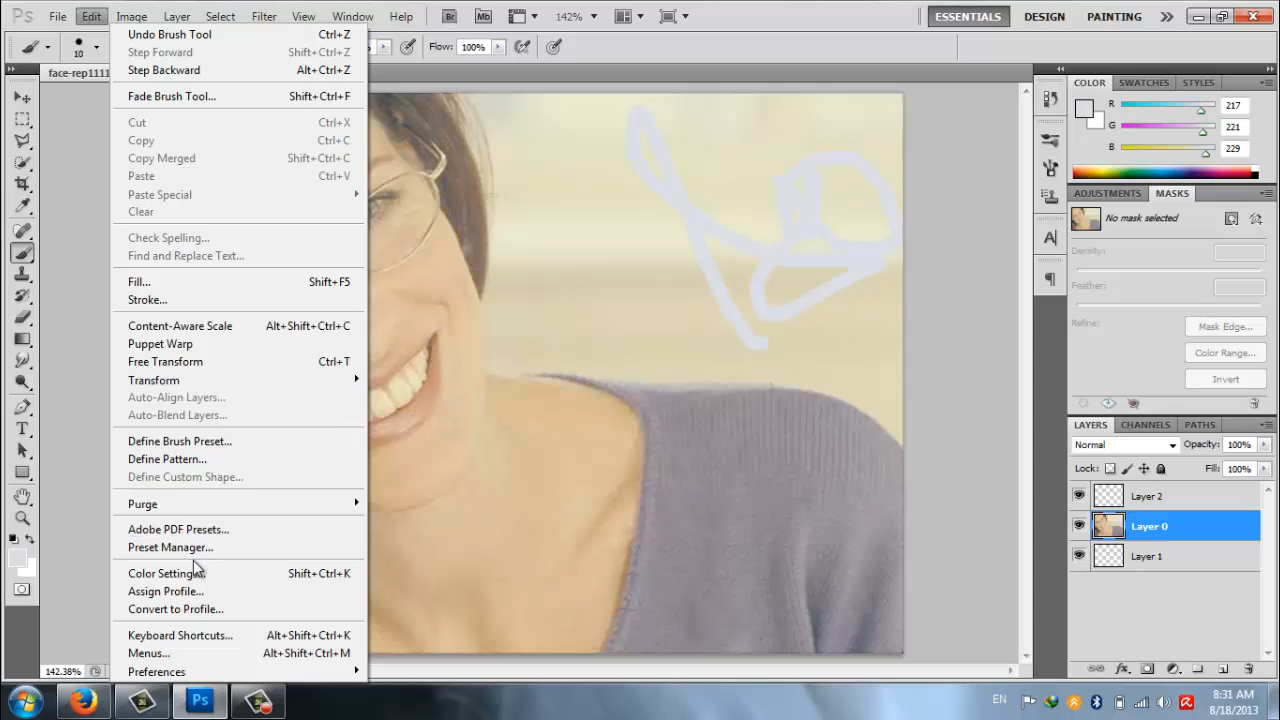 Ps File Edit Image Layer Select Filter View Window Help Br Mb 142% ESSENTIALS DESIGN PAINTING
10 Flow: 100%
face-rep1111
Undo Brush Tool Ctrl+Z
Step Forward Shift+Ctrl+Z
Step Backward Alt+Ctrl+Z
Fade Brush Tool... Shift+Ctrl+F
Cut Ctrl+X
Copy Ctrl+C
Copy Merged Shift+Ctrl+C
Paste Ctrl+V
Paste Special
Clear
Check Spelling...
Find and Replace Text...
Fill... Shift+F5
Stroke...
Content-Aware Scale Alt+Shift+Ctrl+C
Puppet Warp
Free Transform Ctrl+T
Transform
Auto-Align Layers...
Auto-Blend Layers...
Define Brush Preset...
Define Pattern...
Define Custom Shape...
Purge
Adobe PDF Presets...
Preset Manager...
Color Settings... Shift+Ctrl+K
Assign Profile...
Convert to Profile...
Keyboard Shortcuts... Alt+Shift+Ctrl+K
Menus... Alt+Shift+Ctrl+M
Preferences
COLOR SWATCHES STYLES
R 217
G 221
B 229
ADJUSTMENTS MASKS
No mask selected
Density:
Feather:
Refine: Mask Edge...
Color Range...
Invert
LAYERS CHANNELS PATHS
Normal Opacity: 100%
Lock: Fill: 100%
Layer 2
Layer 0
Layer 1
142.38%
Ps EN 8:31 AM
8/18/2013